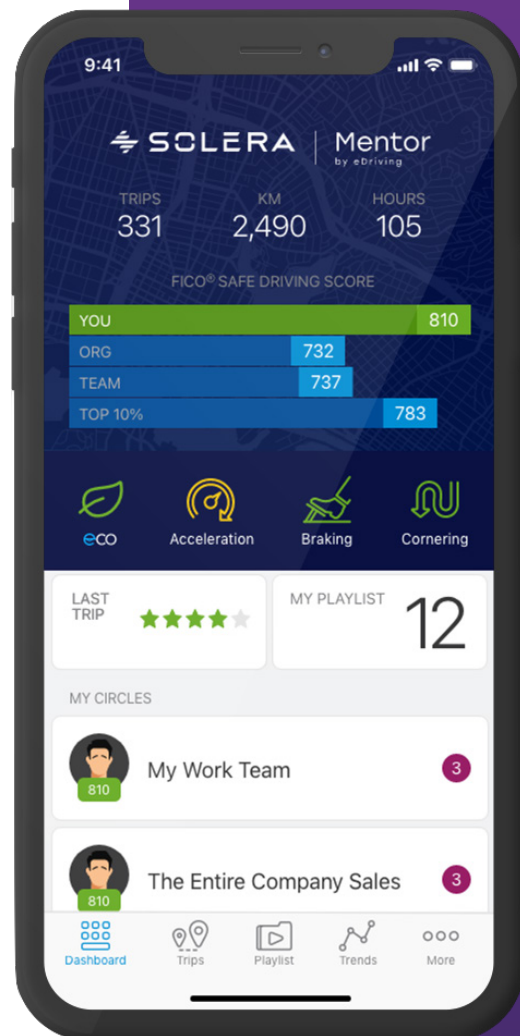 9:41
SOLERA | Mentor
by eDriving
TRIPS KM HOURS
331 2,490 105
FICO® SAFE DRIVING SCORE
YOU 810
ORG 732
TEAM 737
TOP 10% 783
eco Acceleration Braking Cornering
LAST TRIP
MY PLAYLIST 12
MY CIRCLES
810 My Work Team 3
810 The Entire Company Sales 3
Dashboard Trips Playlist Trends More